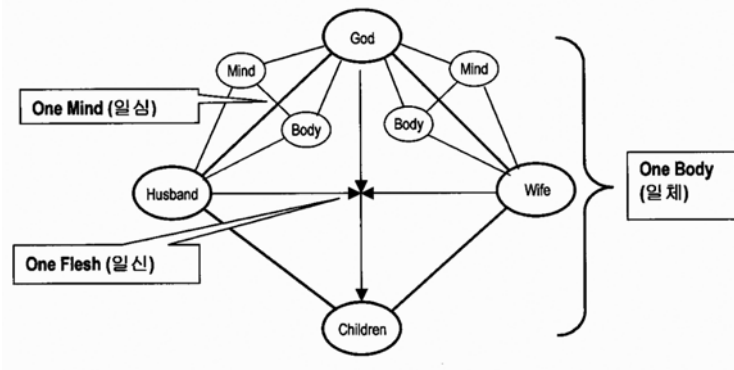 God
Mind
Mind
One Mind (일심)
Body
Body
Husband
Wife
One Body
(일체)
One Flesh (일신)
Children